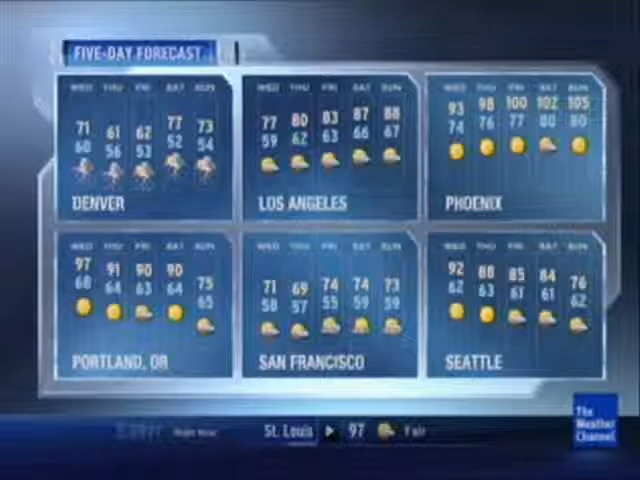 FIVE-DAY FORECAST
WED THU FRI SAT SUN
71 61 62 77 73
60 56 53 52 54
DENVER
WED THU FRI SAT SUN
77 80 83 87 88
59 62 63 66 67
LOS ANGELES
WED THU FRI SAT SUN
93 98 100 102 105
74 76 77 80 80
PHOENIX
WED THU FRI SAT SUN
97 91 90 90 75
68 64 63 64 65
PORTLAND, OR
WED THU FRI SAT SUN
71 69 74 74 73
58 57 55 59 59
SAN FRANCISCO
WED THU FRI SAT SUN
92 88 85 84 76
62 63 61 61 62
SEATTLE
Right Now St. Louis 97 Fair
The
Weather
Channel